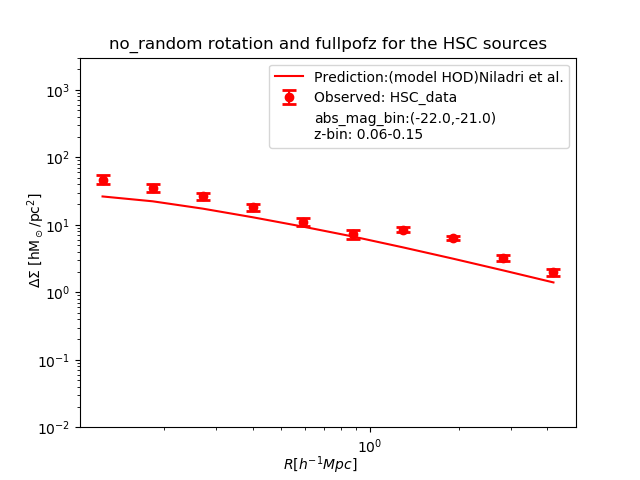 no_random rotation and fullpofz for the HSC sources
Prediction:(model HOD)Niladri et al.
Observed: HSC_data
abs_mag_bin:(-22.0,-21.0)
z-bin: 0.06-0.15
ΔΣ [hM⊙/pc²]
10³
10²
10¹
10⁰
10⁻¹
10⁻²
10⁰
R[h⁻¹Mpc]